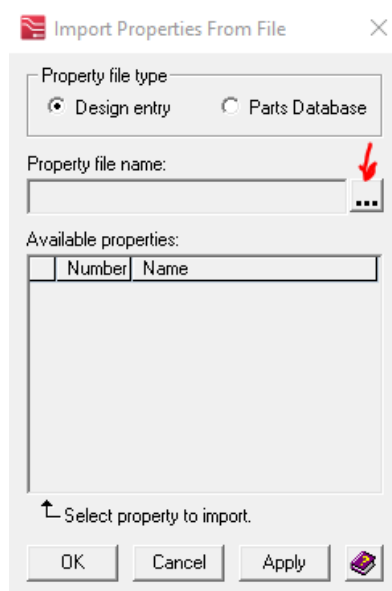 Import Properties From File
Property file type
Design entry Parts Database
Property file name:
...
Available properties:
Number Name
Select property to import.
OK Cancel Apply